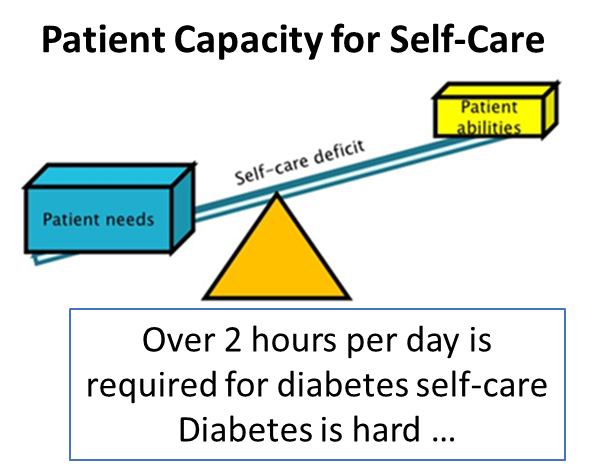 Patient Capacity for Self-Care
Patient
abilities
Self-care deficit
Patient needs
Over 2 hours per day is
required for diabetes self-care
Diabetes is hard ...